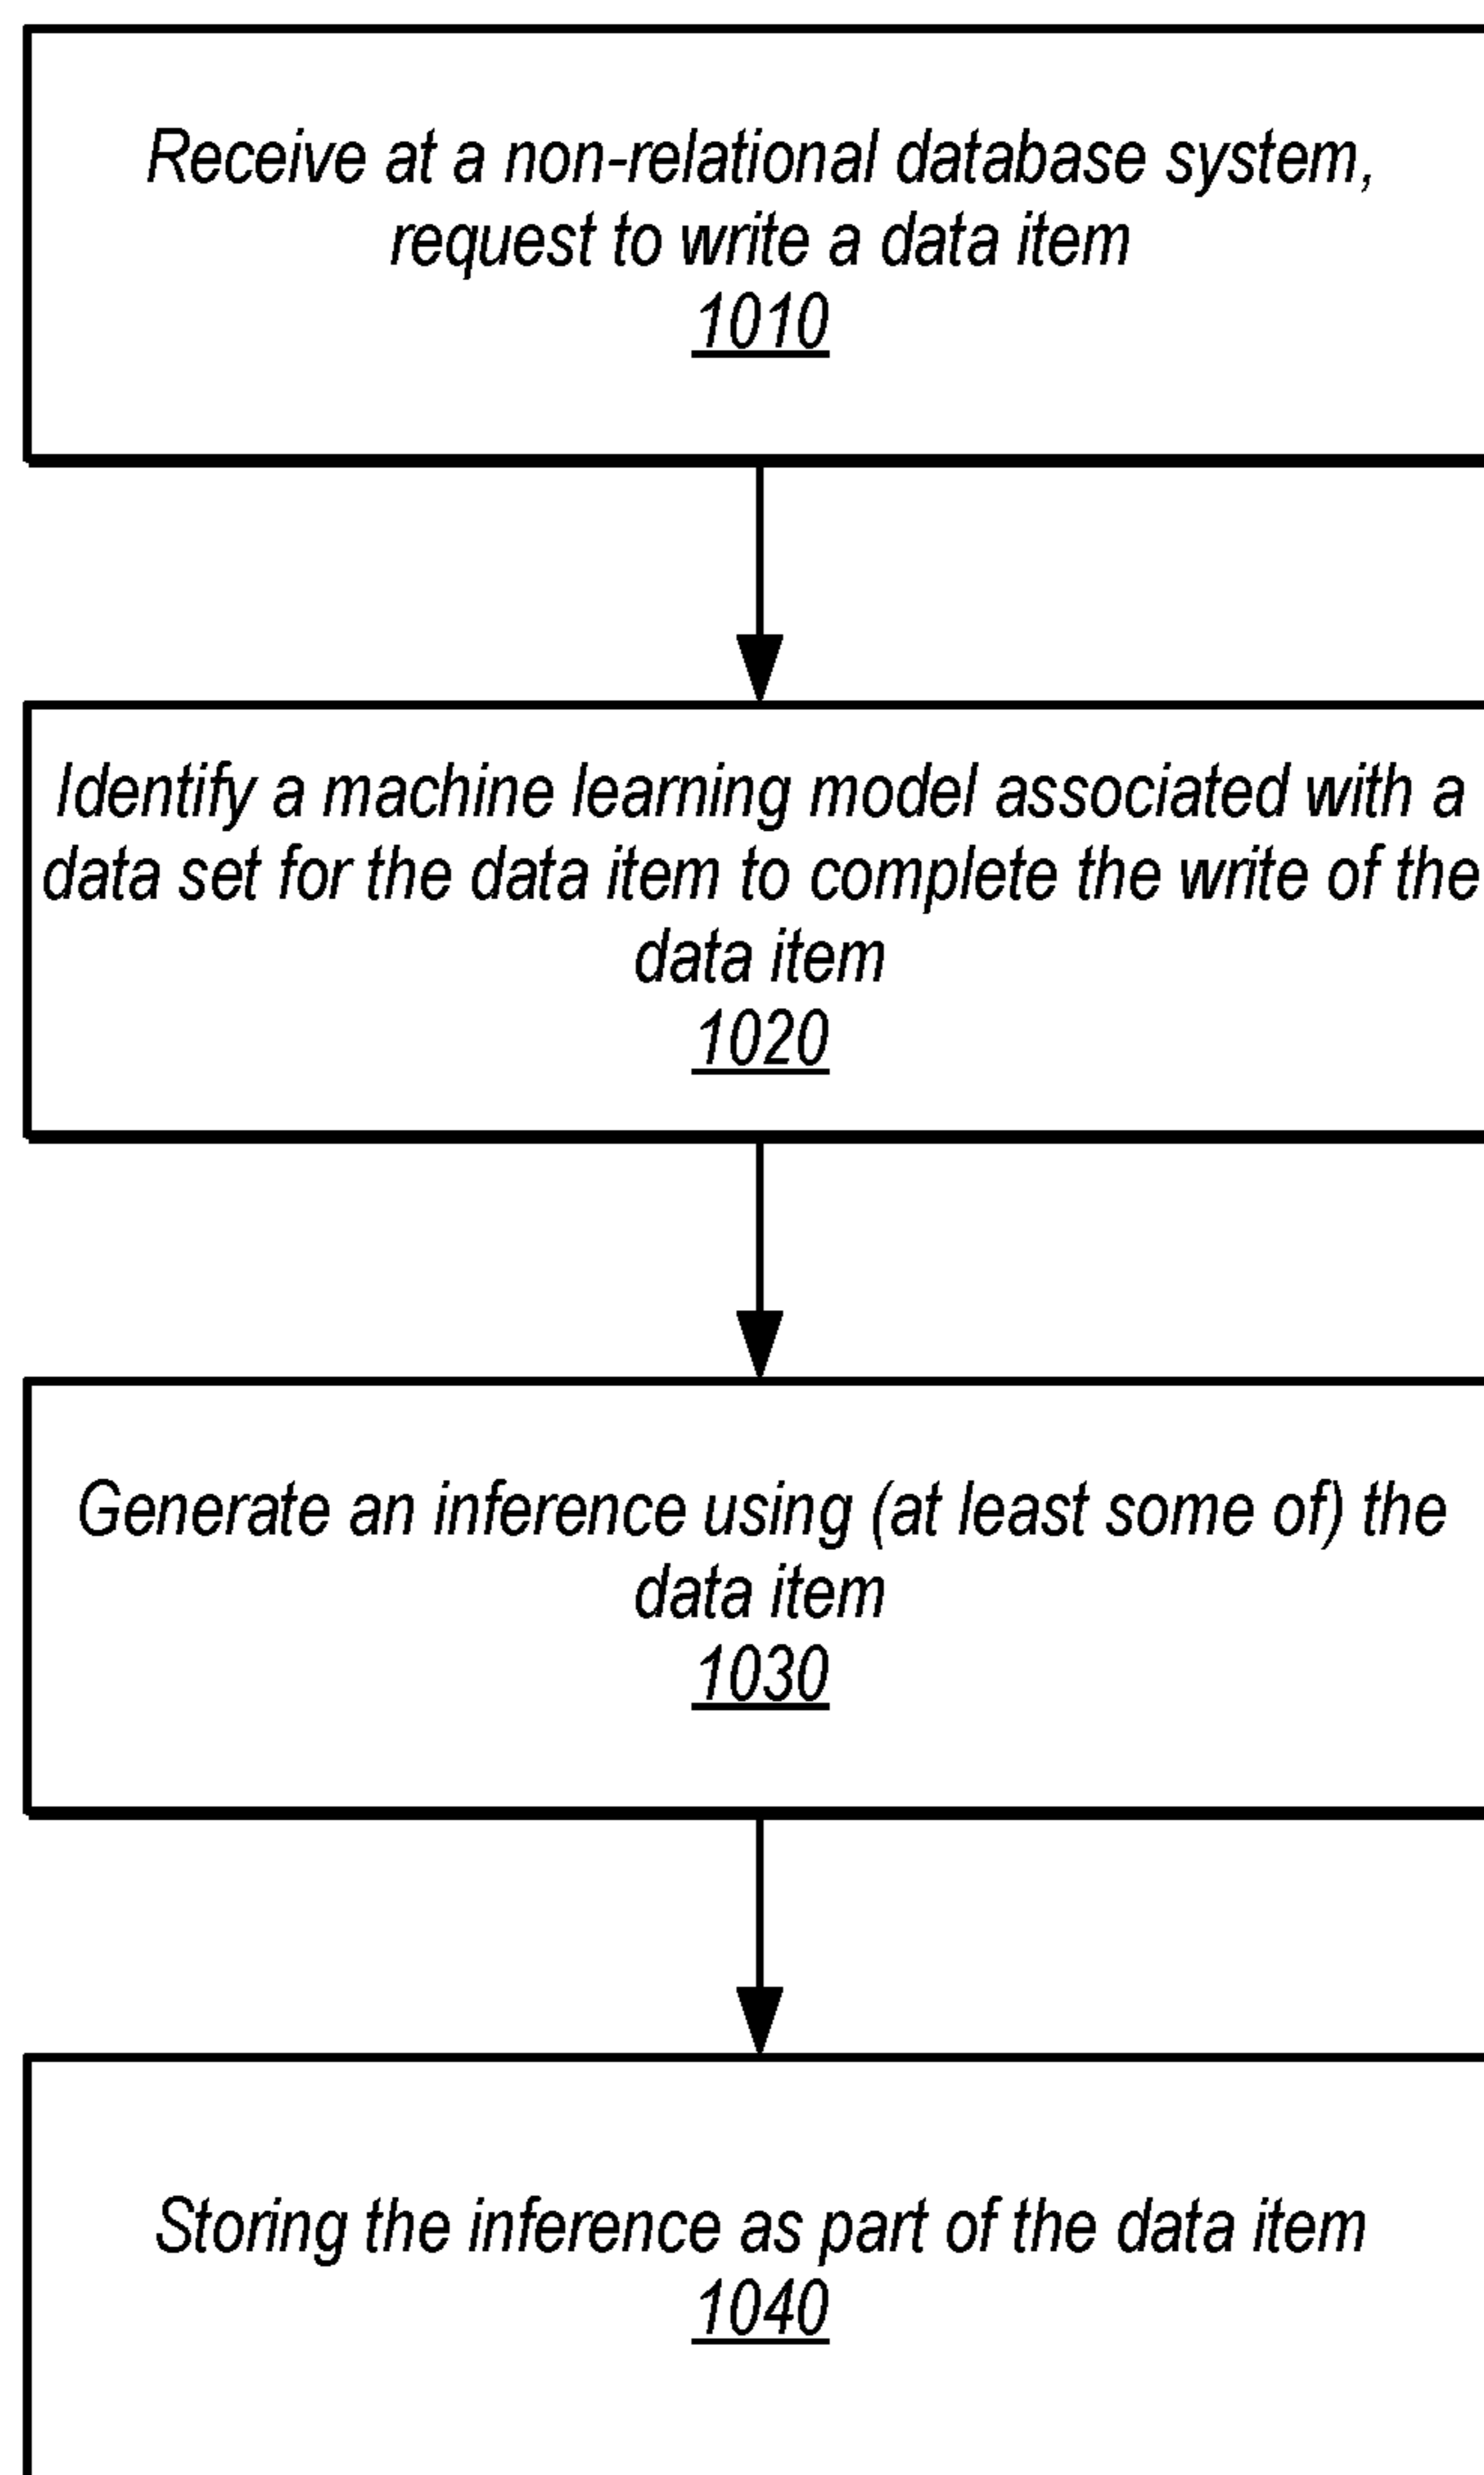 Receive at a non-relational database system,
request to write a data item
1010
Identify a machine learning model associated with a
data set for the data item to complete the write of the
data item
1020
Generate an inference using (at least some of) the
data item
1030
Storing the inference as part of the data item
1040